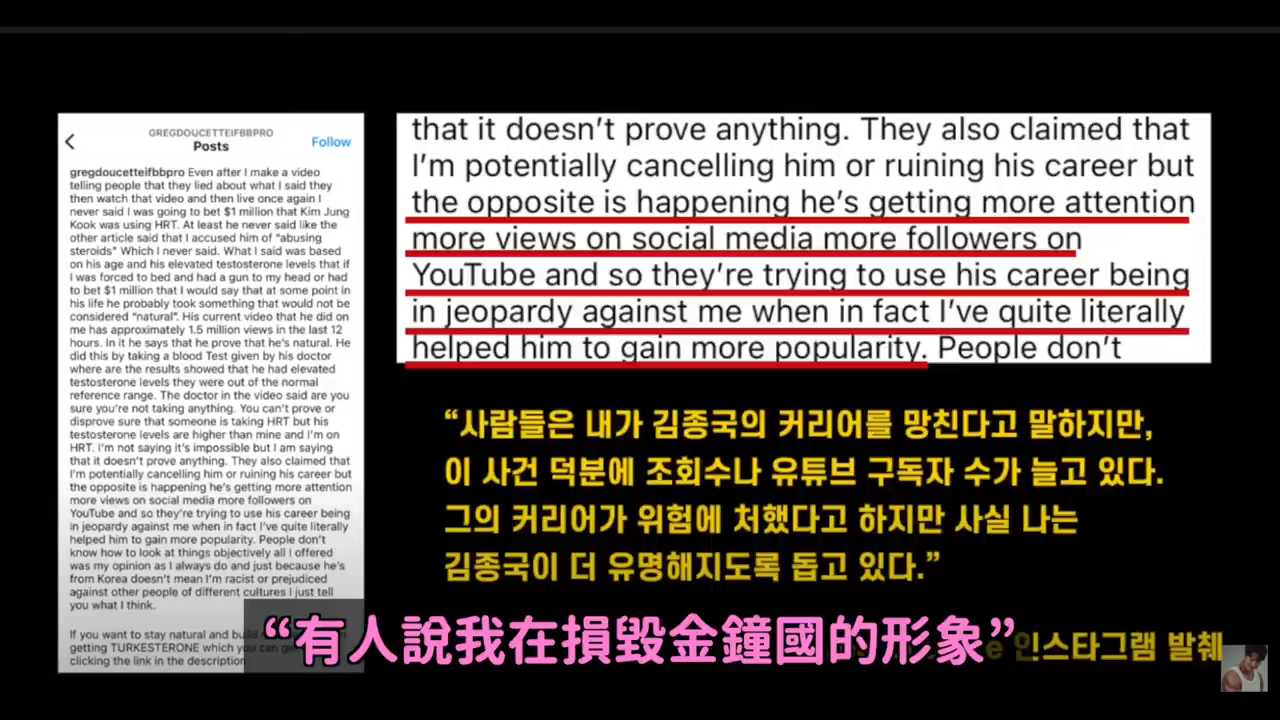 GREGDOUCETTEIFBBPRO
Posts
Follow
gregdoucetteifbbpro Even after I make a video
telling people that they lied about what I said they
then watch that video and then live once again I
never said I was going to bet $1 million that Kim Jung
Kook was using HRT. At least he never said like the
other article said that I accused him of “abusing
steroids” Which I never said. What I said was based
on his age and his elevated testosterone levels that if
I was forced to bed and had a gun to my head or had
to bet $1 million that I would say that at some point in
his life he probably took something that would not be
considered “natural”. His current video that he did on
me has approximately 1.5 million views in the last 12
hours. In it he says that he prove that he’s natural. He
did this by taking a blood Test given by his doctor
where are the results showed that he had elevated
testosterone levels they were out of the normal
reference range. The doctor in the video said are you
sure you’re not taking anything. You can’t prove or
disprove sure that someone is taking HRT but his
testosterone levels are higher than mine and I’m on
HRT. I’m not saying it’s impossible but I am saying
that it doesn’t prove anything. They also claimed that
I’m potentially cancelling him or ruining his career but
the opposite is happening he’s getting more attention
more views on social media more followers on
YouTube and so they’re trying to use his career being
in jeopardy against me when in fact I’ve quite literally
helped him to gain more popularity. People don’t
know how to look at things objectively all I offered
was my opinion as I always do and just because he’s
from Korea doesn’t mean I’m racist or prejudiced
against other people of different cultures I just tell
you what I think.
If you want to stay natural and
getting TURKESTERONE which you can
clicking the link in the description
that it doesn’t prove anything. They also claimed that
I’m potentially cancelling him or ruining his career but
the opposite is happening he’s getting more attention
more views on social media more followers on
YouTube and so they’re trying to use his career being
in jeopardy against me when in fact I’ve quite literally
helped him to gain more popularity. People don’t
“사람들은 내가 김종국의 커리어를 망친다고 말하지만,
이 사건 덕분에 조회수나 유튜브 구독자 수가 늘고 있다.
그의 커리어가 위험에 처했다고 하지만 사실 나는
김종국이 더 유명해지도록 돕고 있다.”
“有人說我在損毀金鐘國的形象”
인스타그램 발췌